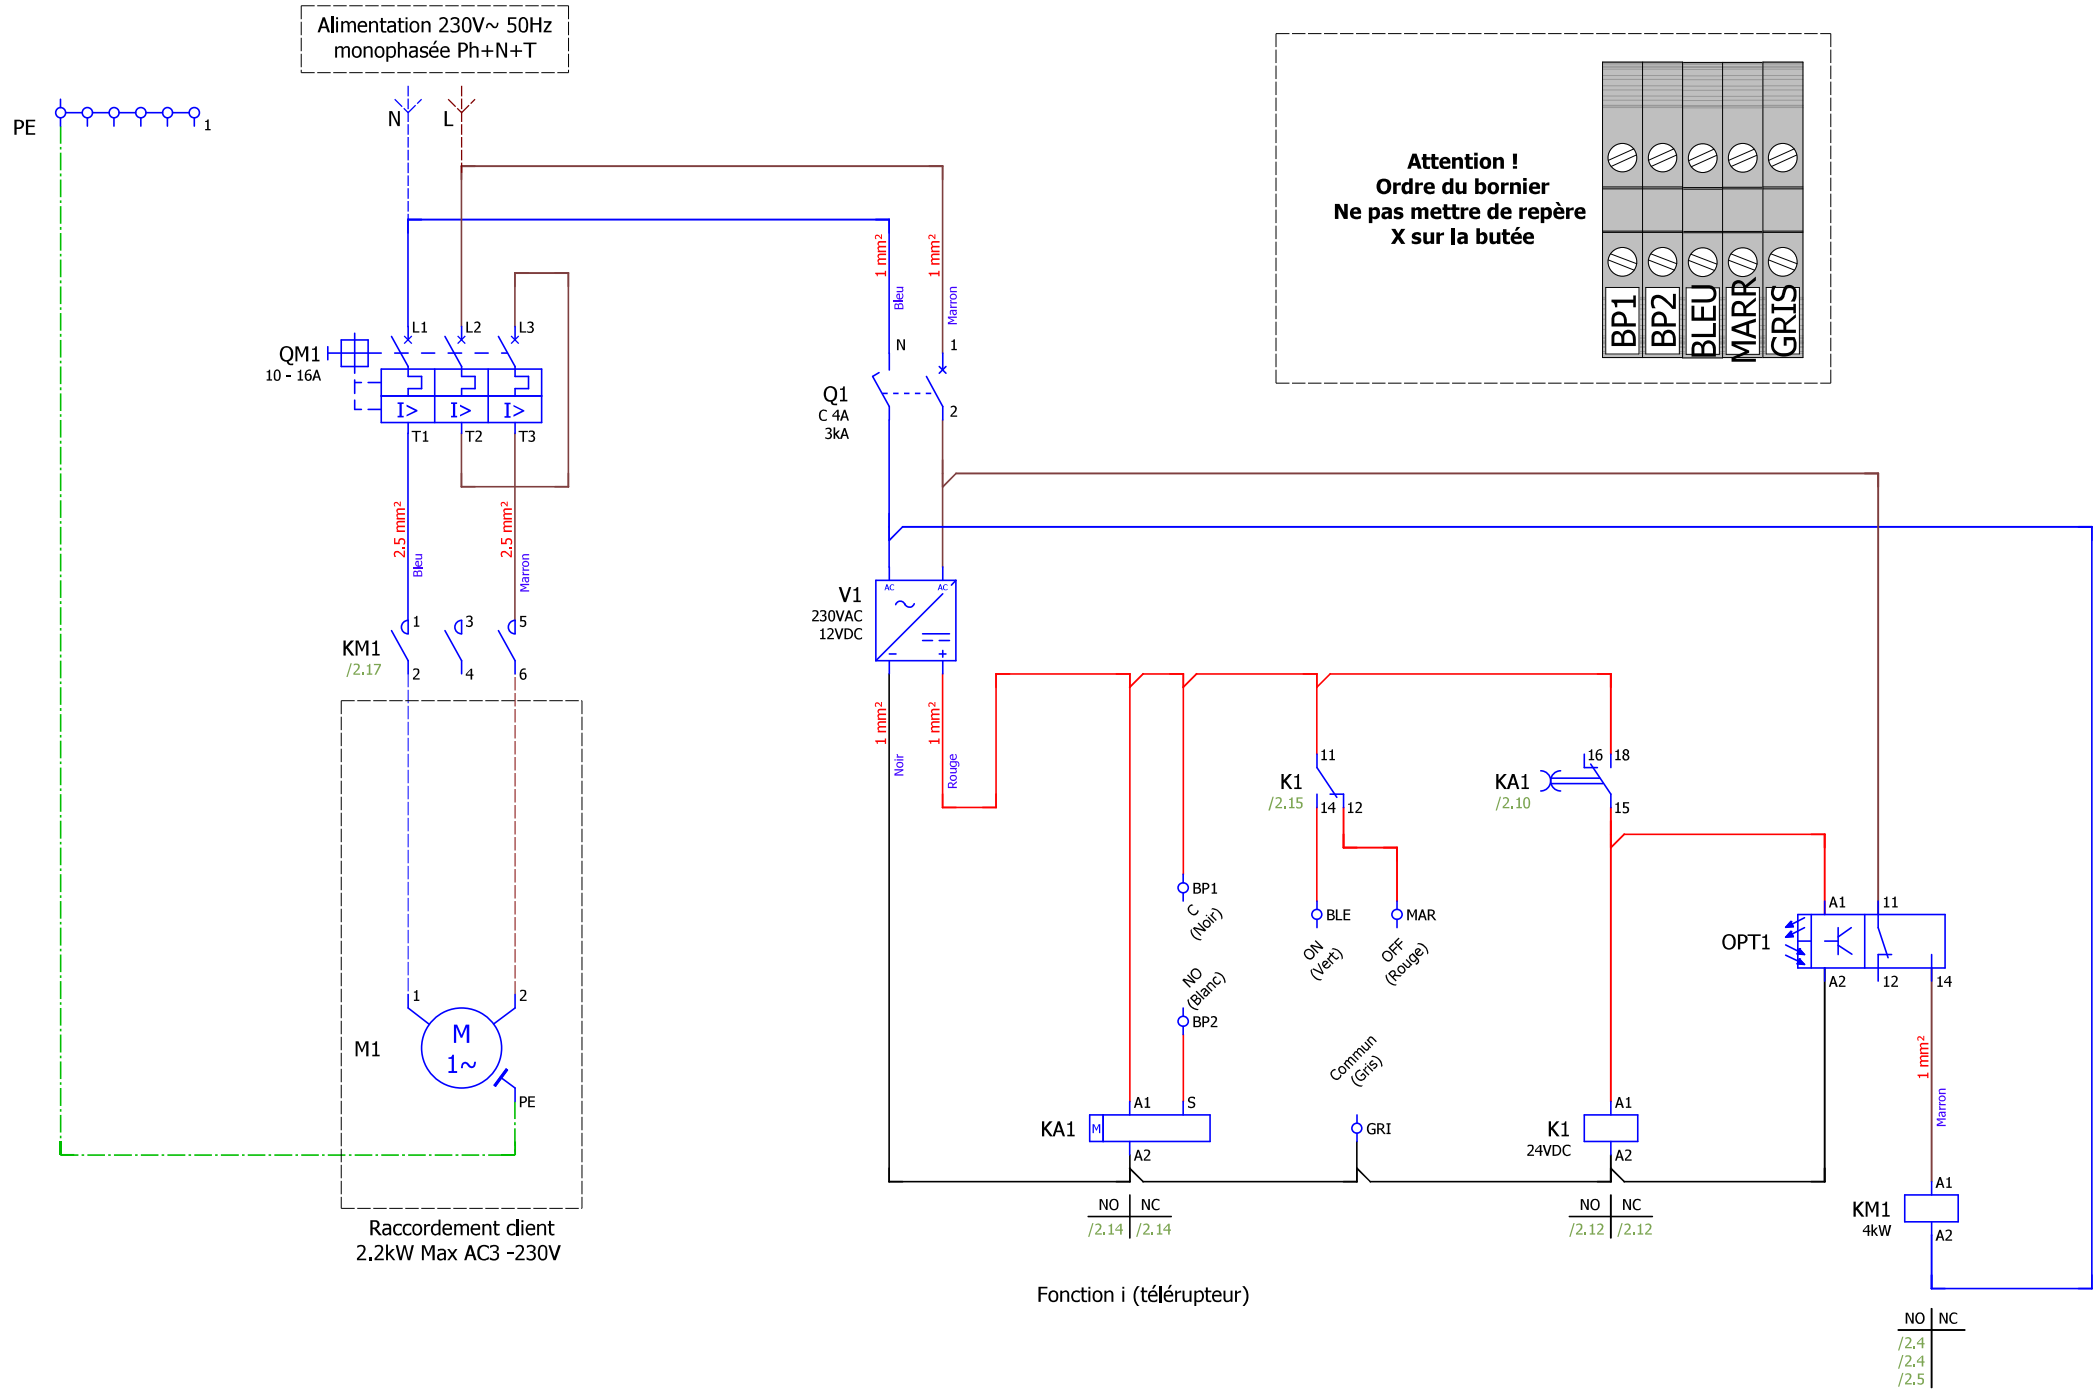 Alimentation 230V~ 50Hz
monophasée Ph+N+T
PE
1
N
L
Attention !
Ordre du bornier
Ne pas mettre de repère
X sur la butée
BP1
BP2
BLEU
MARR
GRIS
1 mm²
1 mm²
Bleu
Marron
L1
L2
L3
QM1
10 - 16A
I>
I>
I>
T1
T2
T3
N
1
Q1
C 4A
3kA
2
2.5 mm²
2.5 mm²
Bleu
Marron
V1
230VAC
12VDC
AC
AC
KM1
/2.17
1
3
5
2
4
6
1 mm²
1 mm²
Noir
Rouge
11
K1
/2.15
14
12
16
18
KA1
/2.10
15
BP1
C
(Noir)
BLE
ON
(Vert)
MAR
OFF
(Rouge)
NO
(Blanc)
BP2
A1
11
OPT1
A2
12
14
1
2
M1
M
1~
PE
Commun
(Gris)
1 mm²
Marron
A1
S
KA1
M
A2
GRI
A1
K1
24VDC
A2
A1
KM1
4kW
A2
NO
NC
/2.14
/2.14
NO
NC
/2.12
/2.12
Raccordement client
2.2kW Max AC3 -230V
Fonction i (télérupteur)
NO
NC
/2.4
/2.4
/2.5